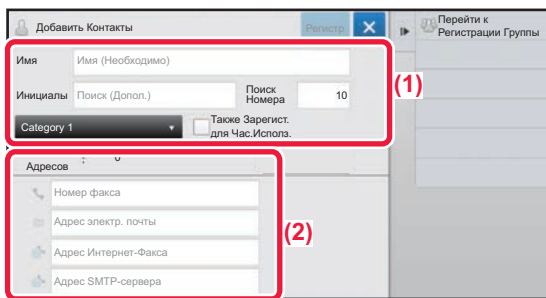 Добавить Контакты
Регистр
Перейти к
Регистрации Группы
Имя
Имя (Необходимо)
(1)
Инициалы
Поиск (Допол.)
Поиск
Номера
10
Category 1
Также Зарегист.
для Час.Исполз.
Адресов
Номер факса
Адрес электр. почты
(2)
Адрес Интернет-Факса
Адрес SMTP-сервера